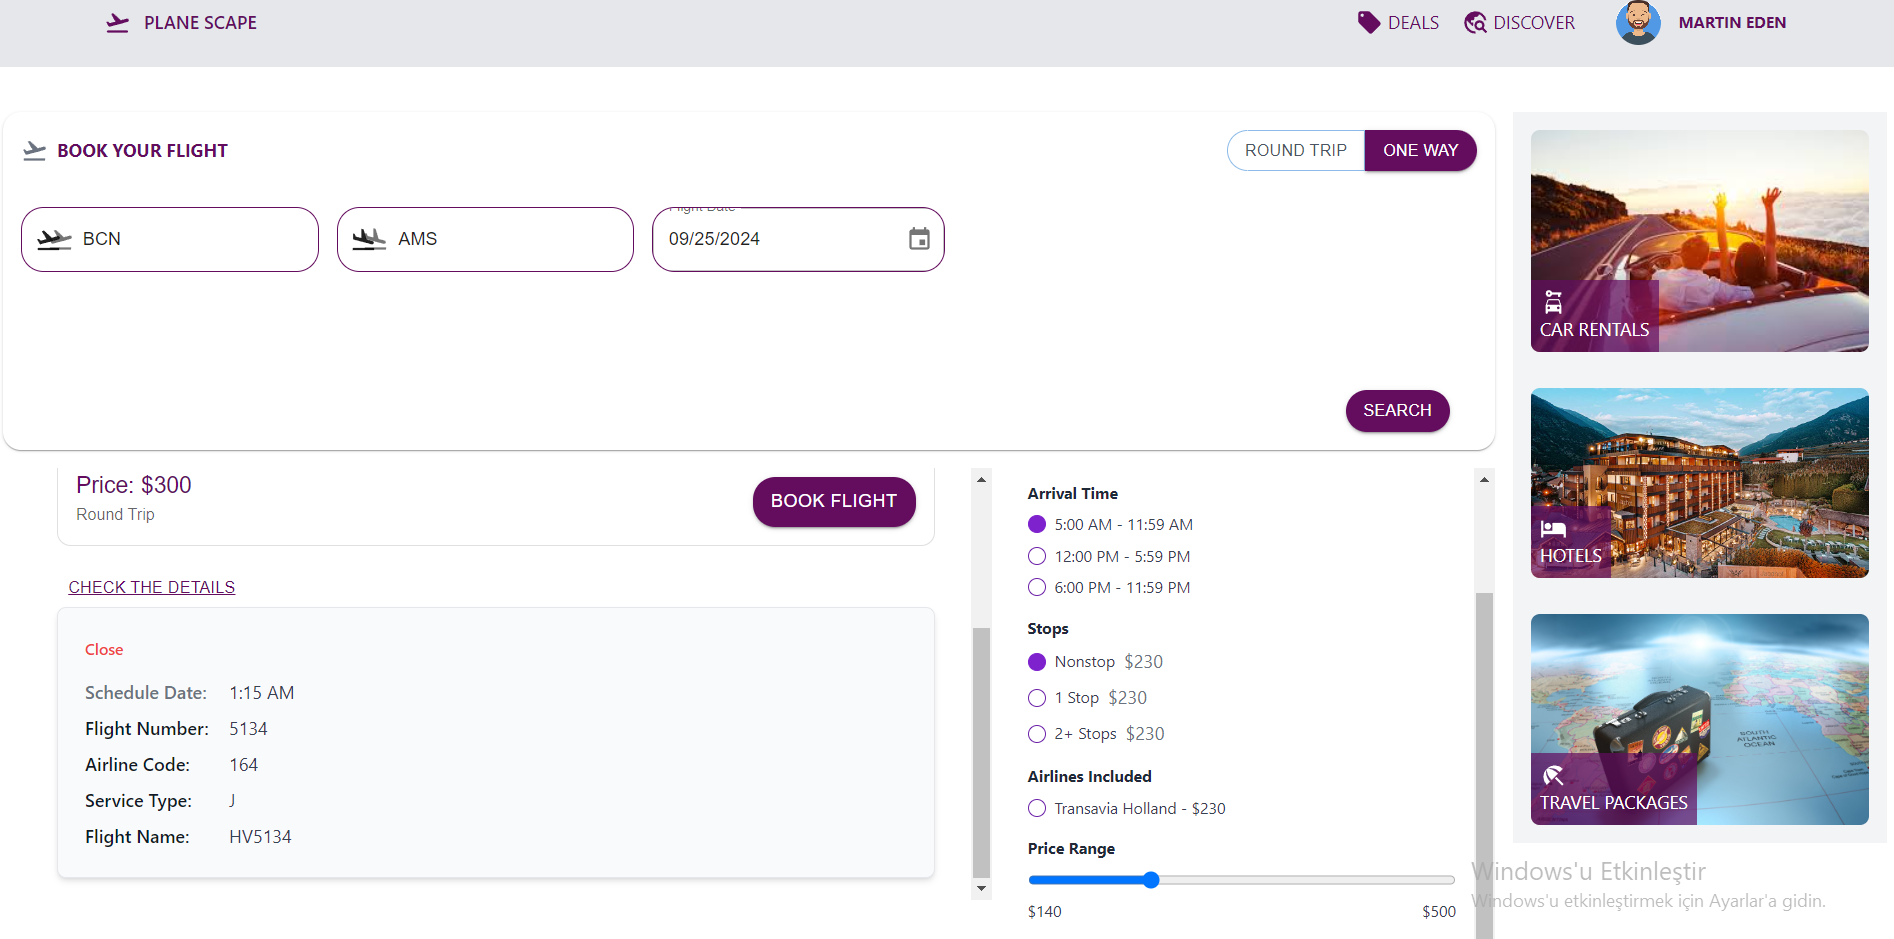 PLANE SCAPE
DEALS
DISCOVER
MARTIN EDEN
BOOK YOUR FLIGHT
ROUND TRIP
ONE WAY
BCN
AMS
Flight Date
09/25/2024
SEARCH
Price: $300
Round Trip
BOOK FLIGHT
CHECK THE DETAILS
Close
Schedule Date: 1:15 AM
Flight Number: 5134
Airline Code: 164
Service Type: J
Flight Name: HV5134
Arrival Time
5:00 AM - 11:59 AM
12:00 PM - 5:59 PM
6:00 PM - 11:59 PM
Stops
Nonstop $230
1 Stop $230
2+ Stops $230
Airlines Included
Transavia Holland - $230
Price Range
$140
$500
CAR RENTALS
HOTELS
SOUTH
ATLANTIC
OCEAN
TRAVEL PACKAGES
Windows'u Etkinleştir
Windows'u etkinleştirmek için Ayarlar'a gidin.